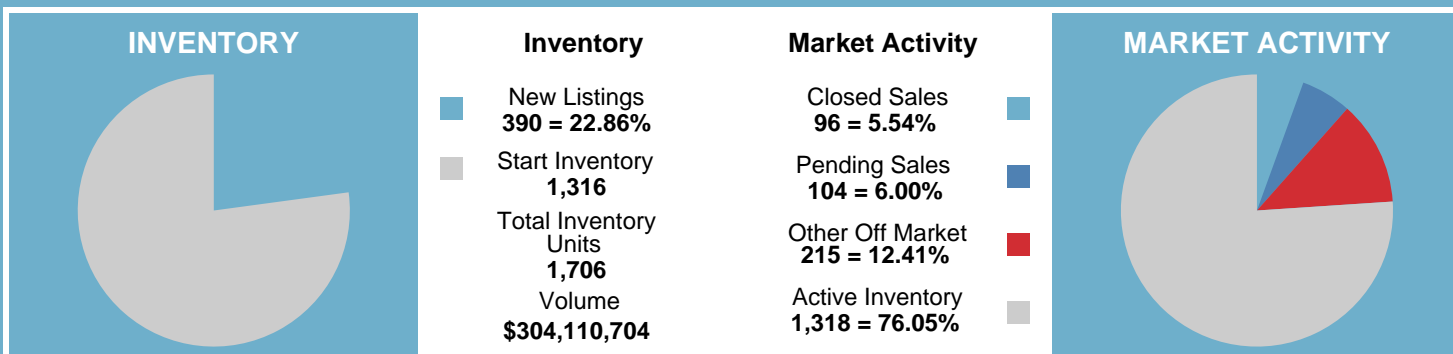 INVENTORY
Inventory
New Listings
390 = 22.86%
Start Inventory
1,316
Total Inventory
Units
1,706
Volume
$304,110,704
Market Activity
Closed Sales
96 = 5.54%
Pending Sales
104 = 6.00%
Other Off Market
215 = 12.41%
Active Inventory
1,318 = 76.05%
MARKET ACTIVITY